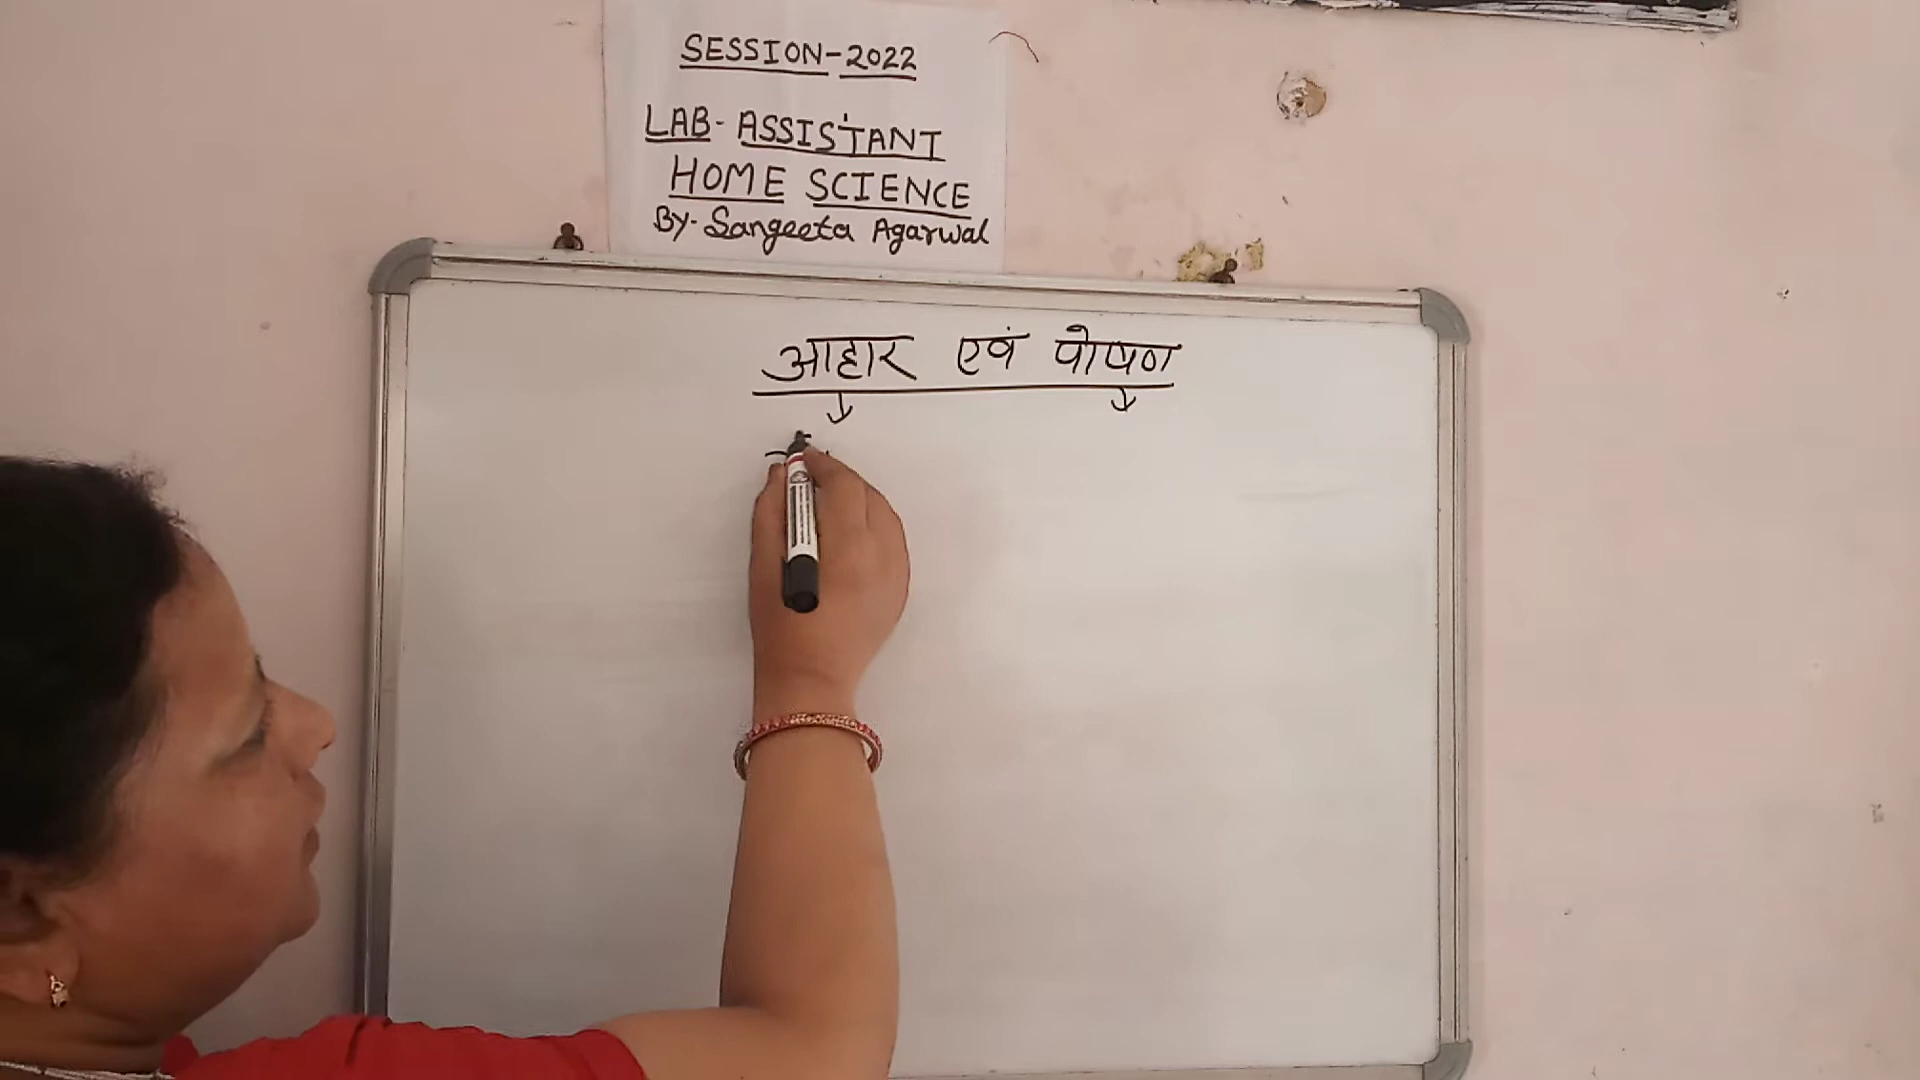 SESSION-2022
LAB-ASSISTANT
HOME SCIENCE
By-Sangeeta Agarwal
आहार एवं पोषण